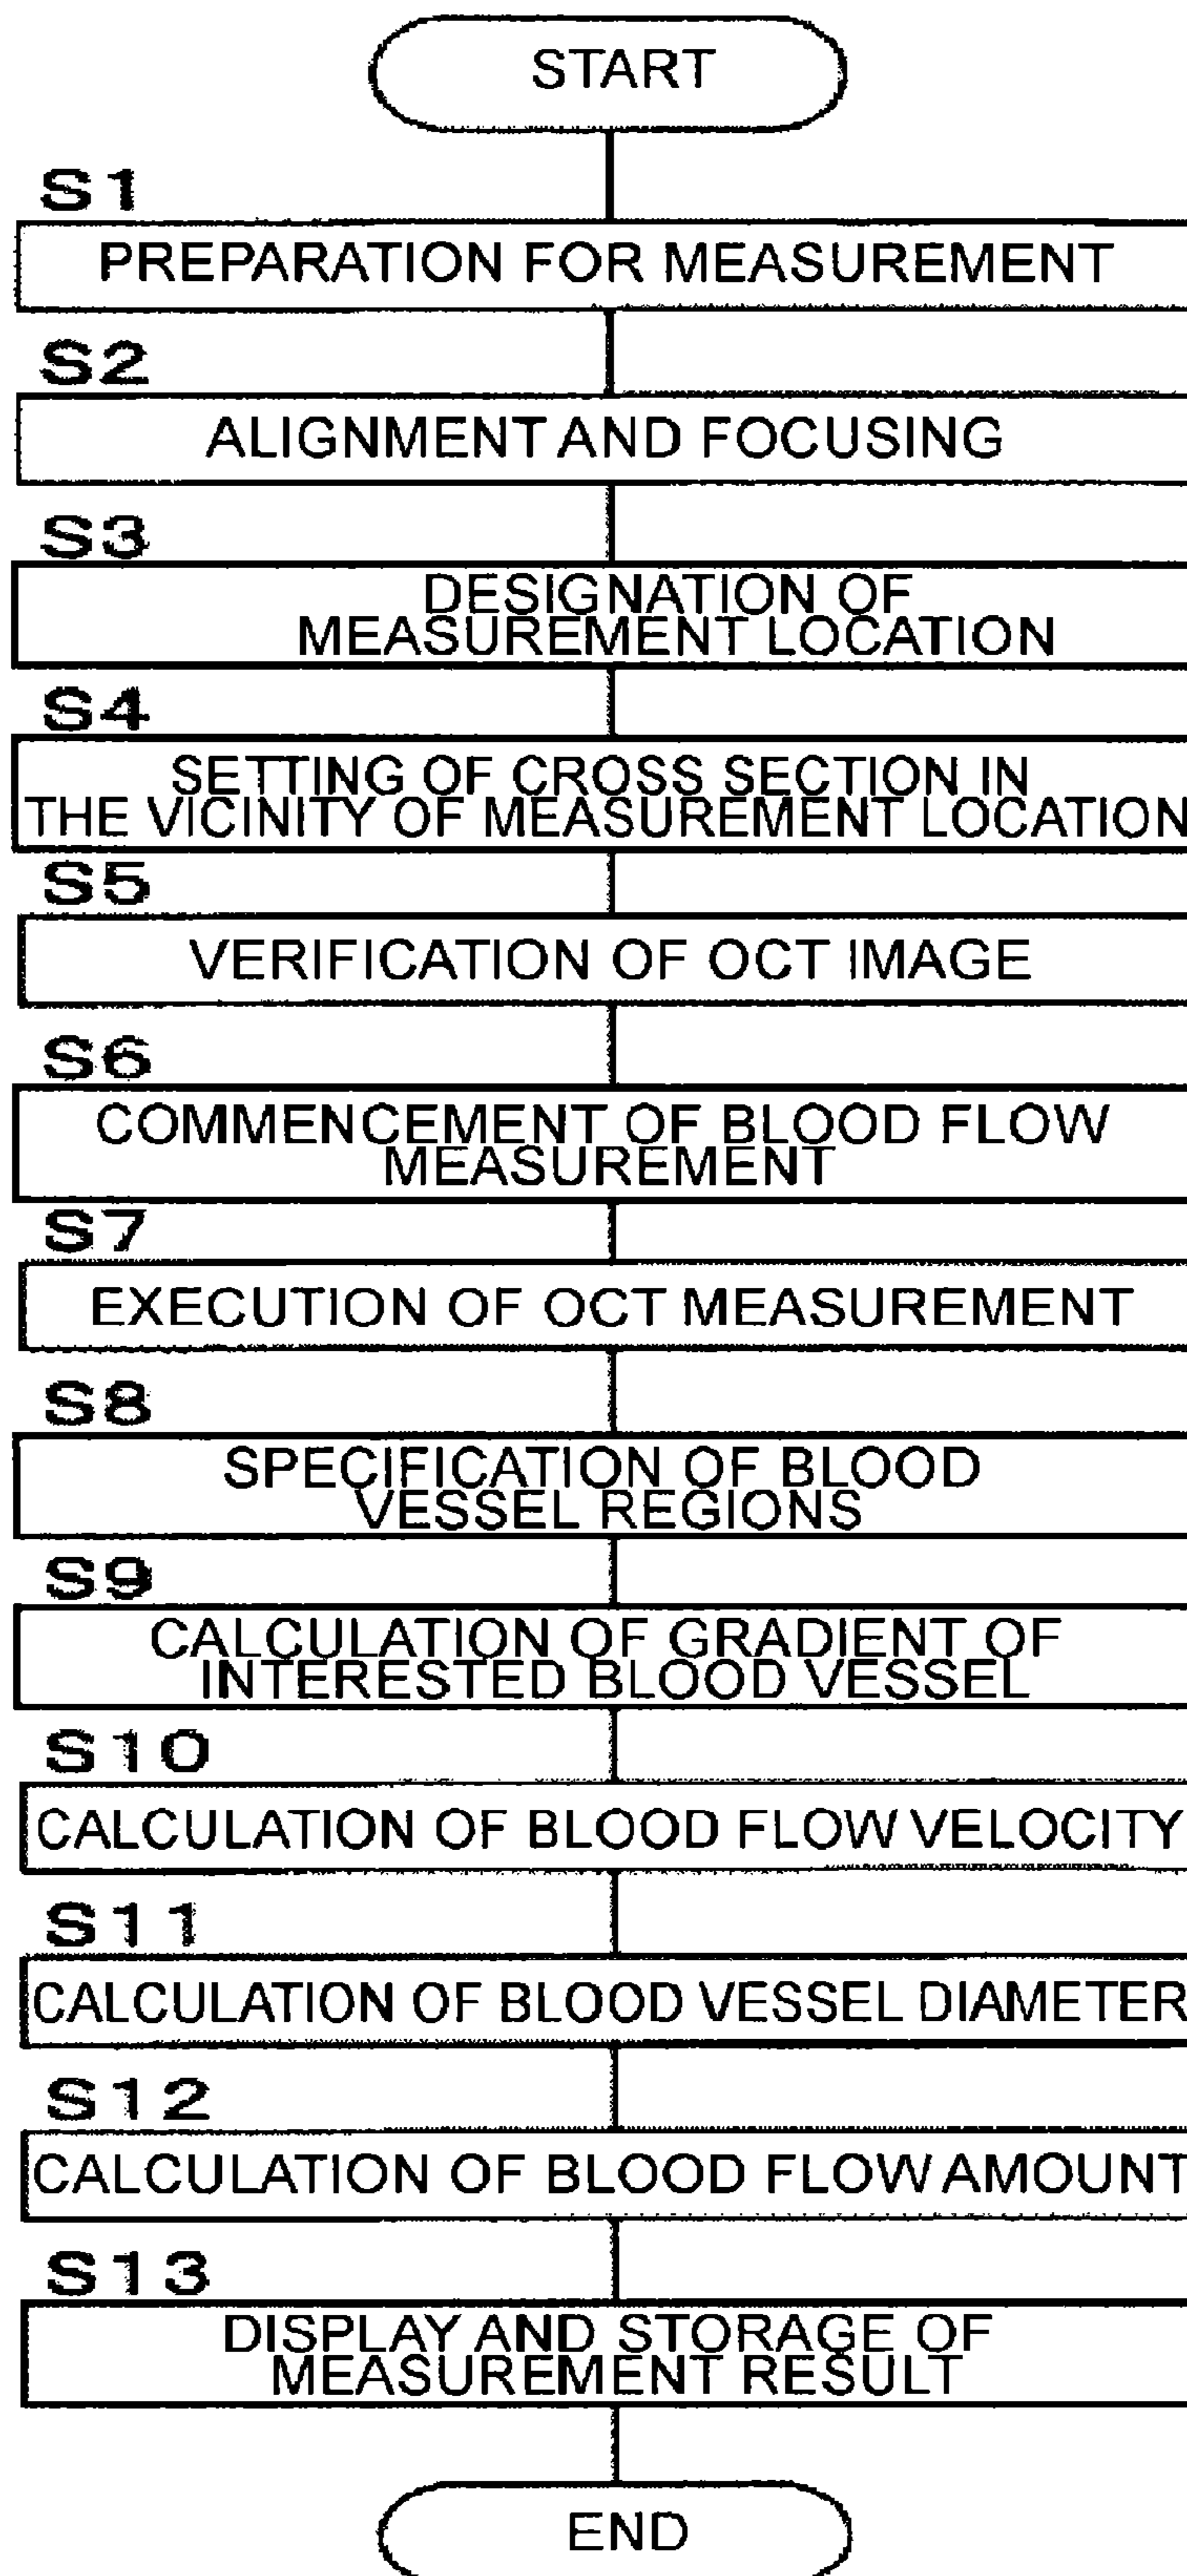 START
S1
PREPARATION FOR MEASUREMENT
S2
ALIGNMENT AND FOCUSING
S3
DESIGNATION OF
MEASUREMENT LOCATION
S4
SETTING OF CROSS SECTION IN
THE VICINITY OF MEASUREMENT LOCATION
S5
VERIFICATION OF OCT IMAGE
S6
COMMENCEMENT OF BLOOD FLOW
MEASUREMENT
S7
EXECUTION OF OCT MEASUREMENT
S8
SPECIFICATION OF BLOOD
VESSEL REGIONS
S9
CALCULATION OF GRADIENT OF
INTERESTED BLOOD VESSEL
S10
CALCULATION OF BLOOD FLOW VELOCITY
S11
CALCULATION OF BLOOD VESSEL DIAMETER
S12
CALCULATION OF BLOOD FLOW AMOUNT
S13
DISPLAY AND STORAGE OF
MEASUREMENT RESULT
END